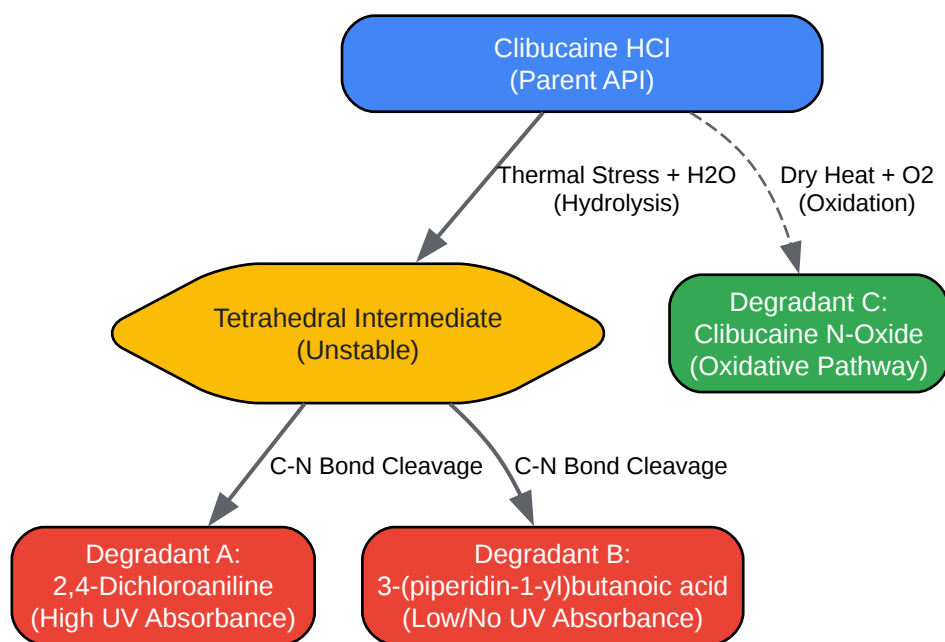 Clibucaine HCl
(Parent API)
Thermal Stress + H2O
(Hydrolysis)
Dry Heat + O2
(Oxidation)
Tetrahedral Intermediate
(Unstable)
Degradant C:
Clibucaine N-Oxide
(Oxidative Pathway)
C-N Bond Cleavage
C-N Bond Cleavage
Degradant A:
2,4-Dichloroaniline
(High UV Absorbance)
Degradant B:
3-(piperidin-1-yl)butanoic acid
(Low/No UV Absorbance)